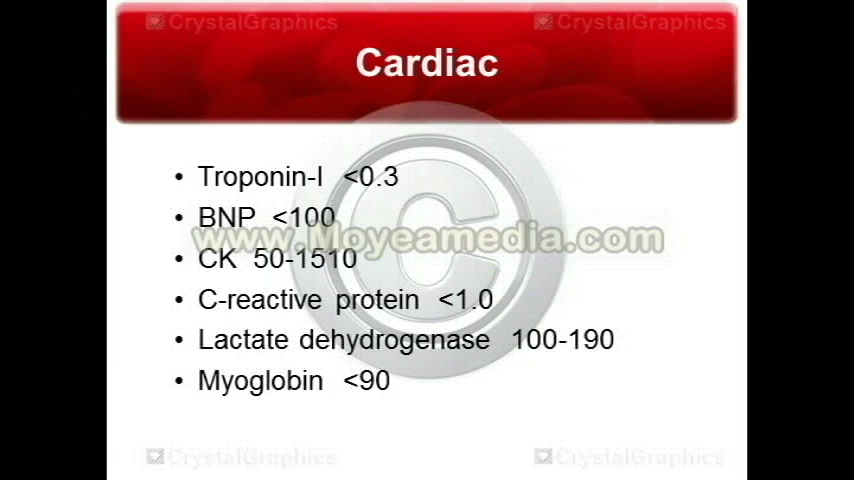 CrystalGraphics CrystalGraphics
Cardiac
• Troponin-I <0.3
• BNP <100
www.Moyeamedia.com
• CK 50-1510
• C-reactive protein <1.0
• Lactate dehydrogenase 100-190
• Myoglobin <90
CrystalGraphics CrystalGraphics